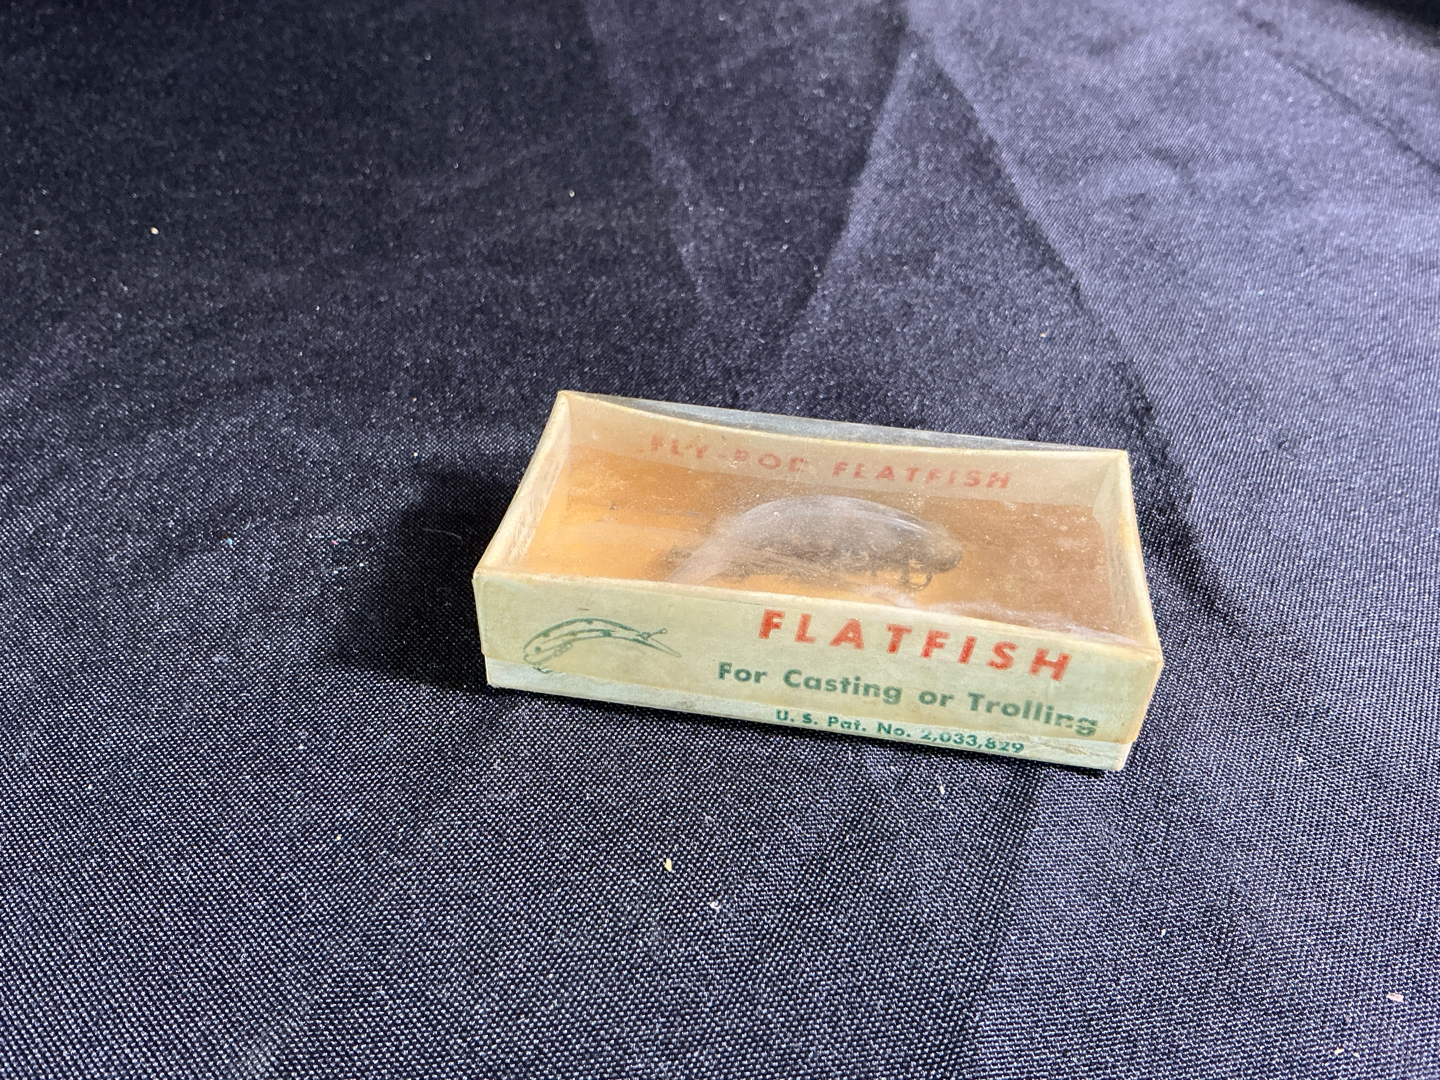 FLY-ROD FLATFISH
FLATFISH
For Casting or Trolling
U. S. Pat. No. 2,033,829